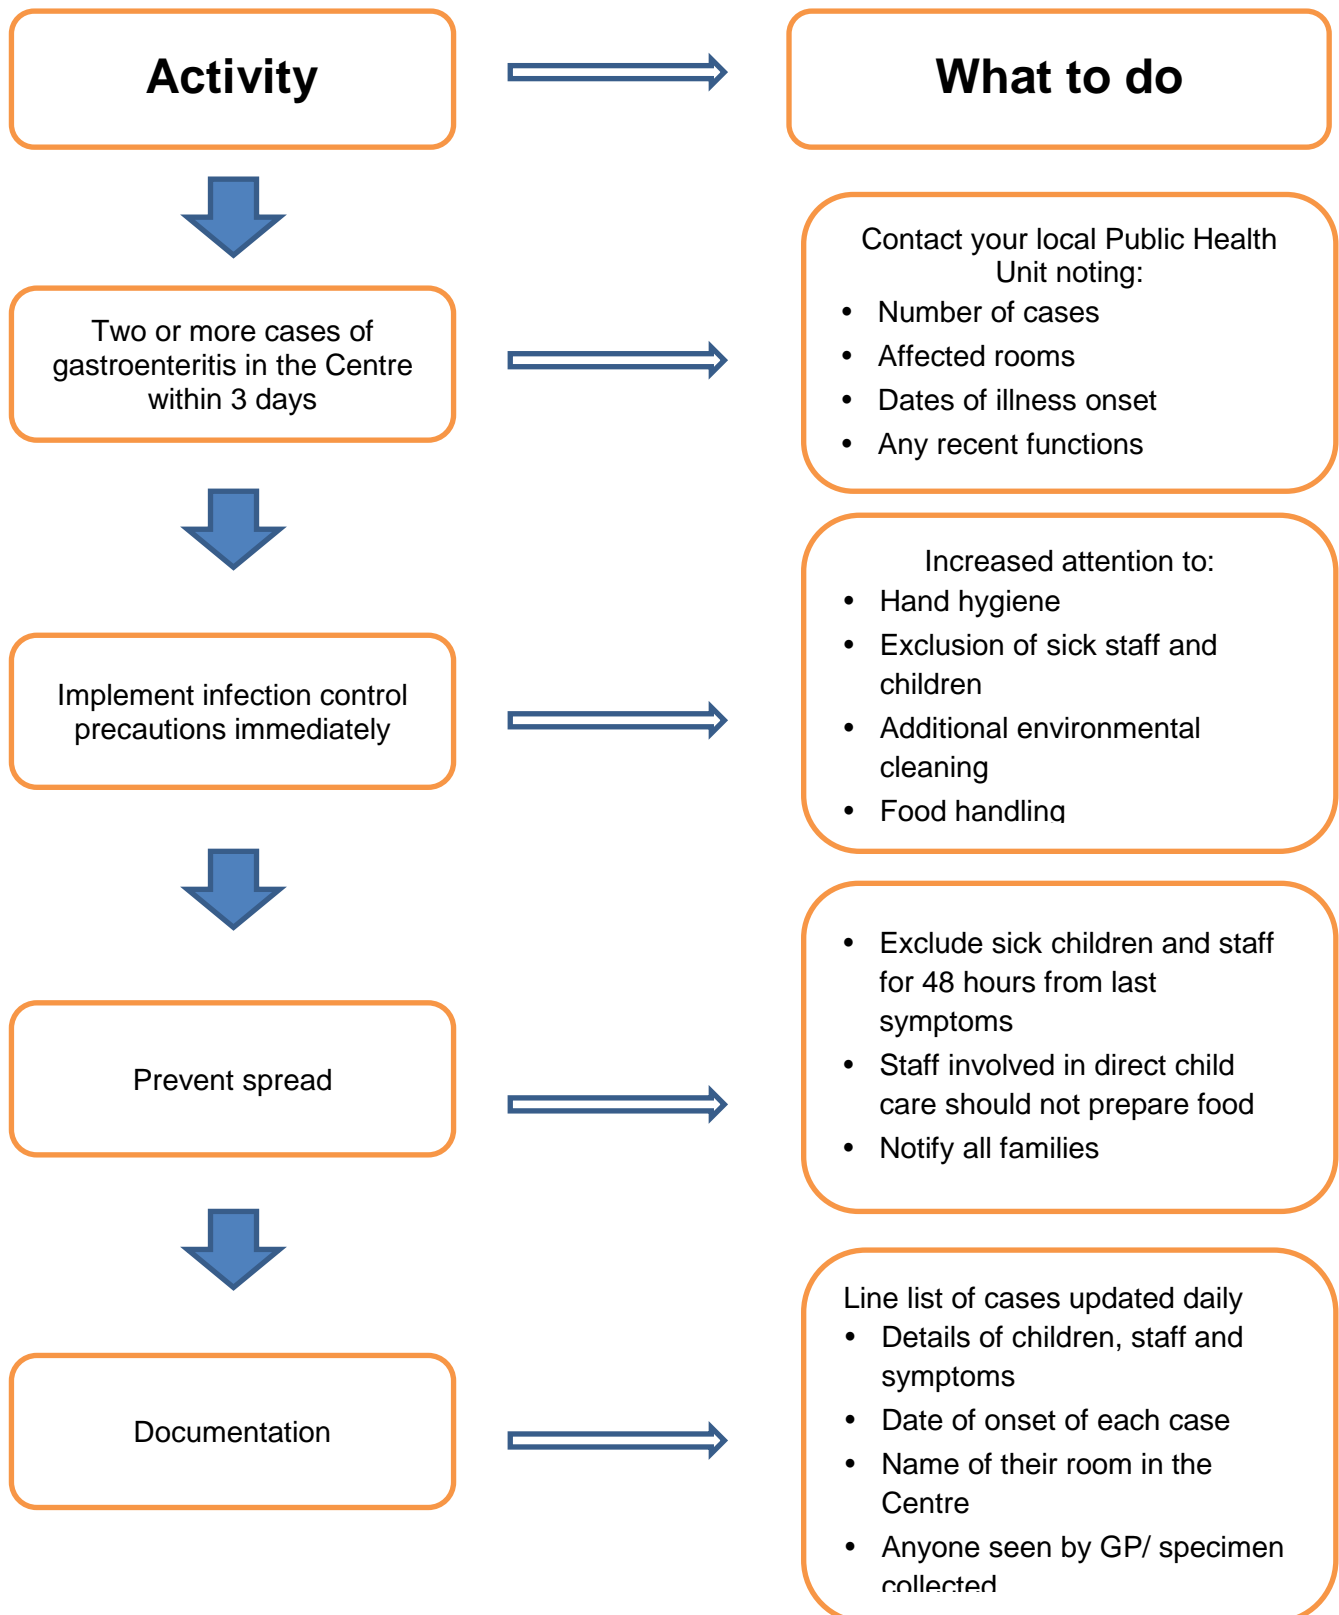 Activity
What to do
Two or more cases of
gastroenteritis in the Centre
within 3 days
Contact your local Public Health
Unit noting:
• Number of cases
• Affected rooms
• Dates of illness onset
• Any recent functions
Implement infection control
precautions immediately
Increased attention to:
• Hand hygiene
• Exclusion of sick staff and
children
• Additional environmental
cleaning
• Food handling
Prevent spread
• Exclude sick children and staff
for 48 hours from last
symptoms
• Staff involved in direct child
care should not prepare food
• Notify all families
Documentation
Line list of cases updated daily
• Details of children, staff and
symptoms
• Date of onset of each case
• Name of their room in the
Centre
• Anyone seen by GP/ specimen
collected